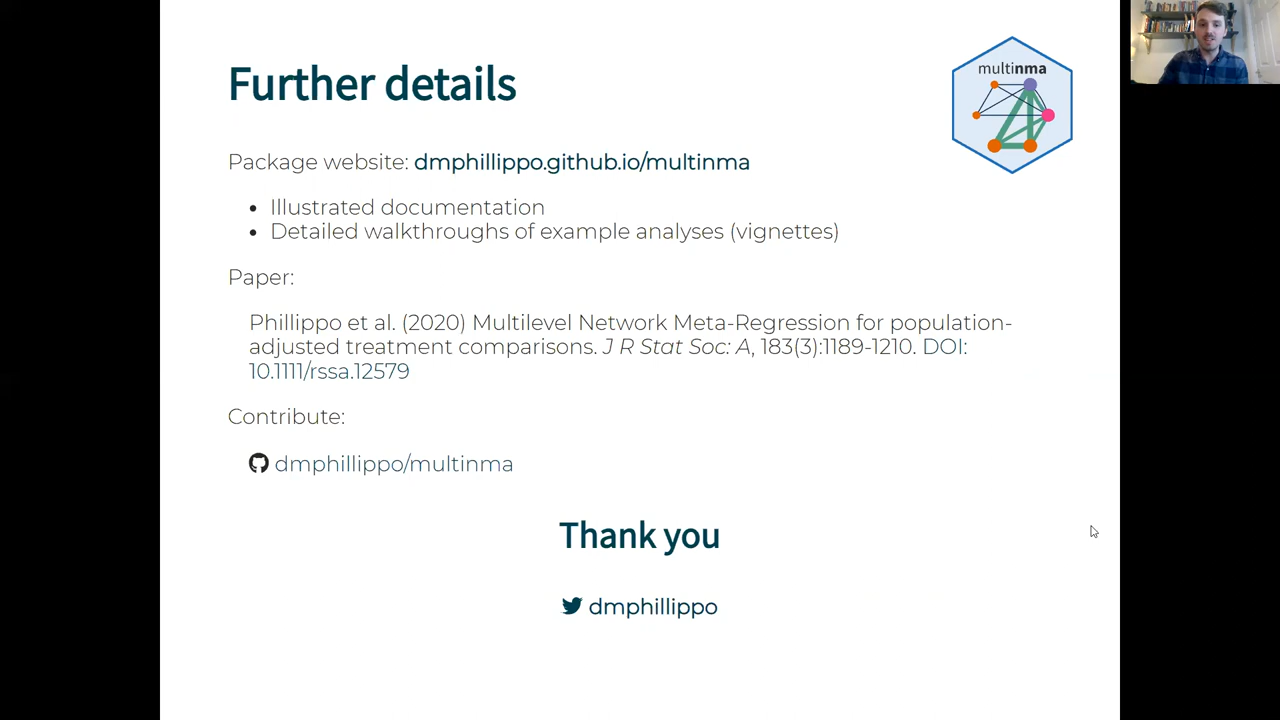 Further details
multinma
Package website: dmphillippo.github.io/multinma
Illustrated documentation
Detailed walkthroughs of example analyses (vignettes)
Paper:
Phillippo et al. (2020) Multilevel Network Meta-Regression for population-
adjusted treatment comparisons. J R Stat Soc: A, 183(3):1189-1210. DOI:
10.1111/rssa.12579
Contribute:
dmphillippo/multinma
Thank you
dmphillippo